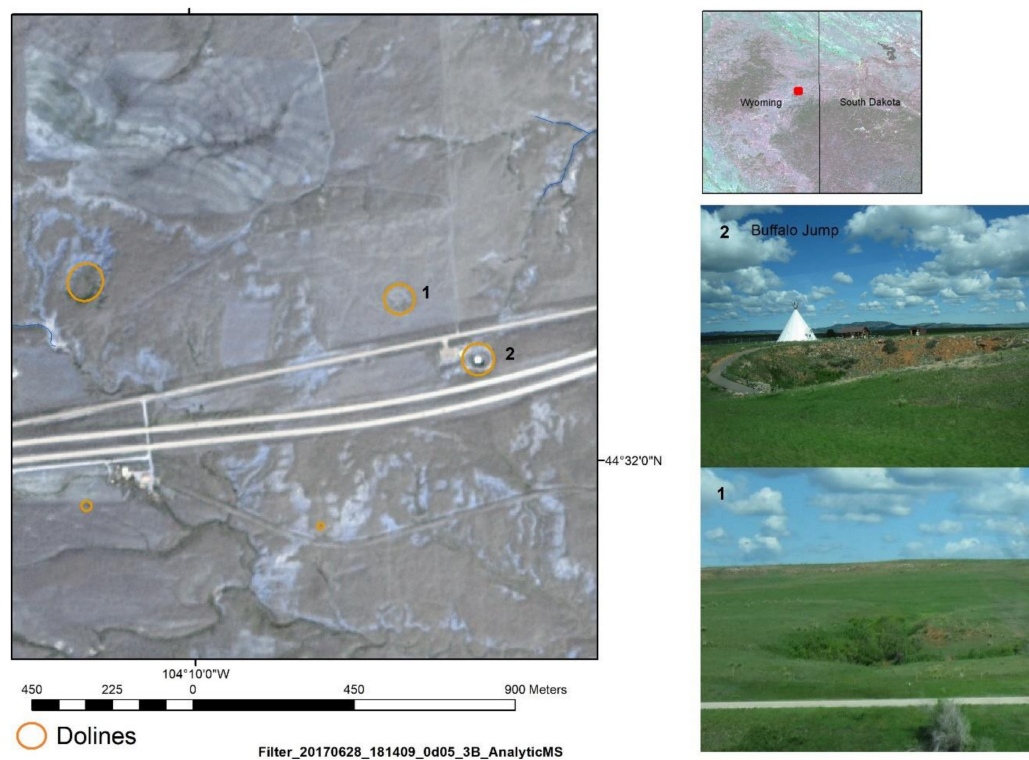 Wyoming
South Dakota
1
2
2 Buffalo Jump
44°32'0"N
1
104°10'0"W
450 225 0 450 900 Meters
Dolines
Filter_20170628_181409_0d05_3B_AnalyticMS